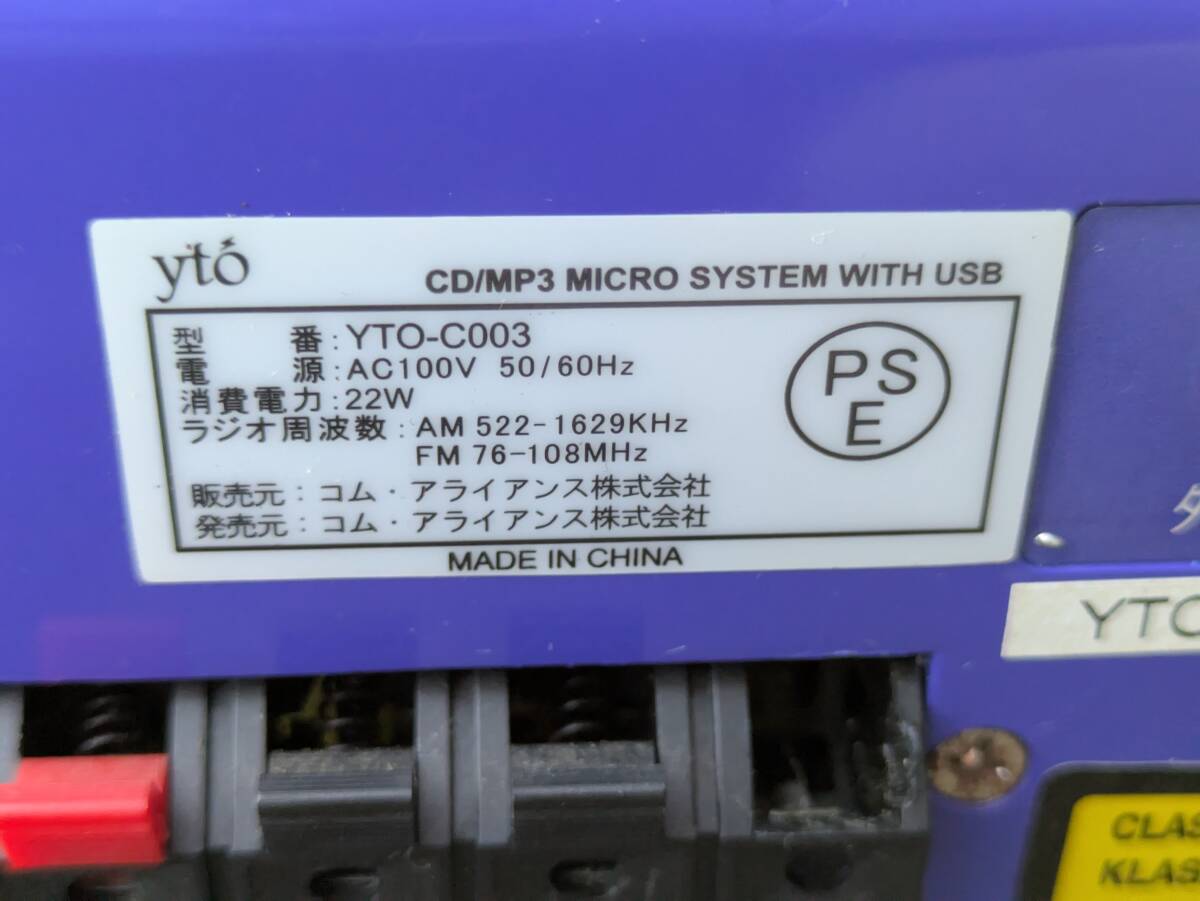 ytó
CD/MP3 MICRO SYSTEM WITH USB
型 番:YTO-C003
電 源:AC100V 50/60Hz
消費電力:22W
ラジオ周波数:AM 522-1629KHz
FM 76-108MHz
販売元:コム・アライアンス株式会社
発売元:コム・アライアンス株式会社
PS
E
MADE IN CHINA
YTO
CLAS
KLAS